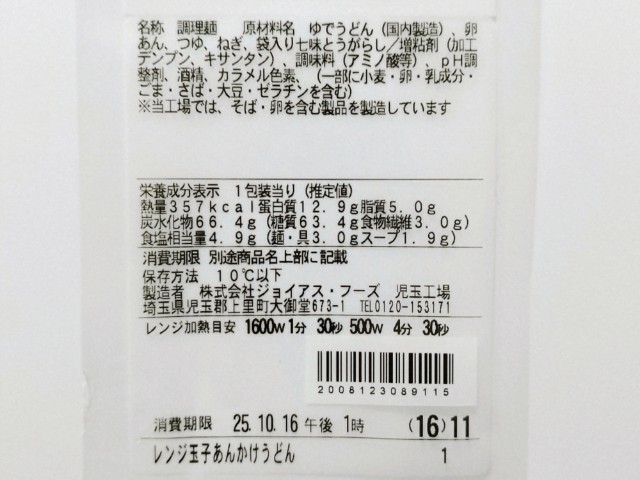 名称 調理麺 原材料名 ゆでうどん(国内製造)、卵
あん、つゆ、ねぎ、袋入り七味とうがらし/増粘剤(加工
デンプン、キサンタン)、調味料(アミノ酸等)、pH調
整剤、酒精、カラメル色素、(一部に小麦・卵・乳成分・
ごま・さば・大豆・ゼラチンを含む)
※当工場では、そば・卵を含む製品を製造しています
栄養成分表示 1包装当り(推定値)
熱量357kcal蛋白質12.9g脂質5.0g
炭水化物66.4g(糖質63.4g食物繊維3.0g)
食塩相当量4.9g(麺・具3.0gスープ1.9g)
消費期限 別途商品名上部に記載
保存方法 10℃以下
製造者 株式会社ジョイアス・フーズ 児玉工場
埼玉県児玉郡上里町大御堂673-1 TEL0120-153171
レンジ加熱目安 1600W 1分 30秒 500W 4分 30秒
2008123089115
消費期限 25.10.16 午後 1時 (16)11
レンジ玉子あんかけうどん 1